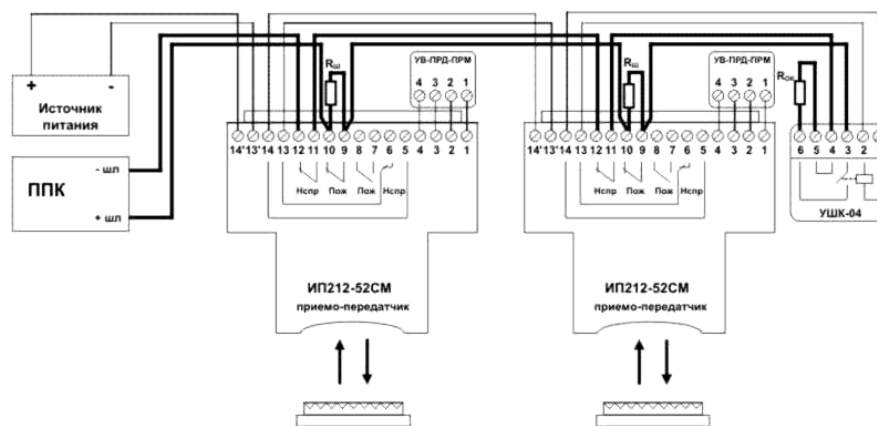 + -
Источник
питания
ППК
- шл
+ шл
Rш
УВ-ПРД-ПРМ
4 3 2 1
14' 13' 14 13 12 11 10 9 8 7 6 5 4 3 2 1
Нспр Пож Пож Нспр
ИП212-52СМ
приемо-передатчик
Rш
УВ-ПРД-ПРМ
4 3 2 1
14' 13' 14 13 12 11 10 9 8 7 6 5 4 3 2 1
Нспр Пож Пож Нспр
ИП212-52СМ
приемо-передатчик
Rок
6 5 4 3 2
УШК-04